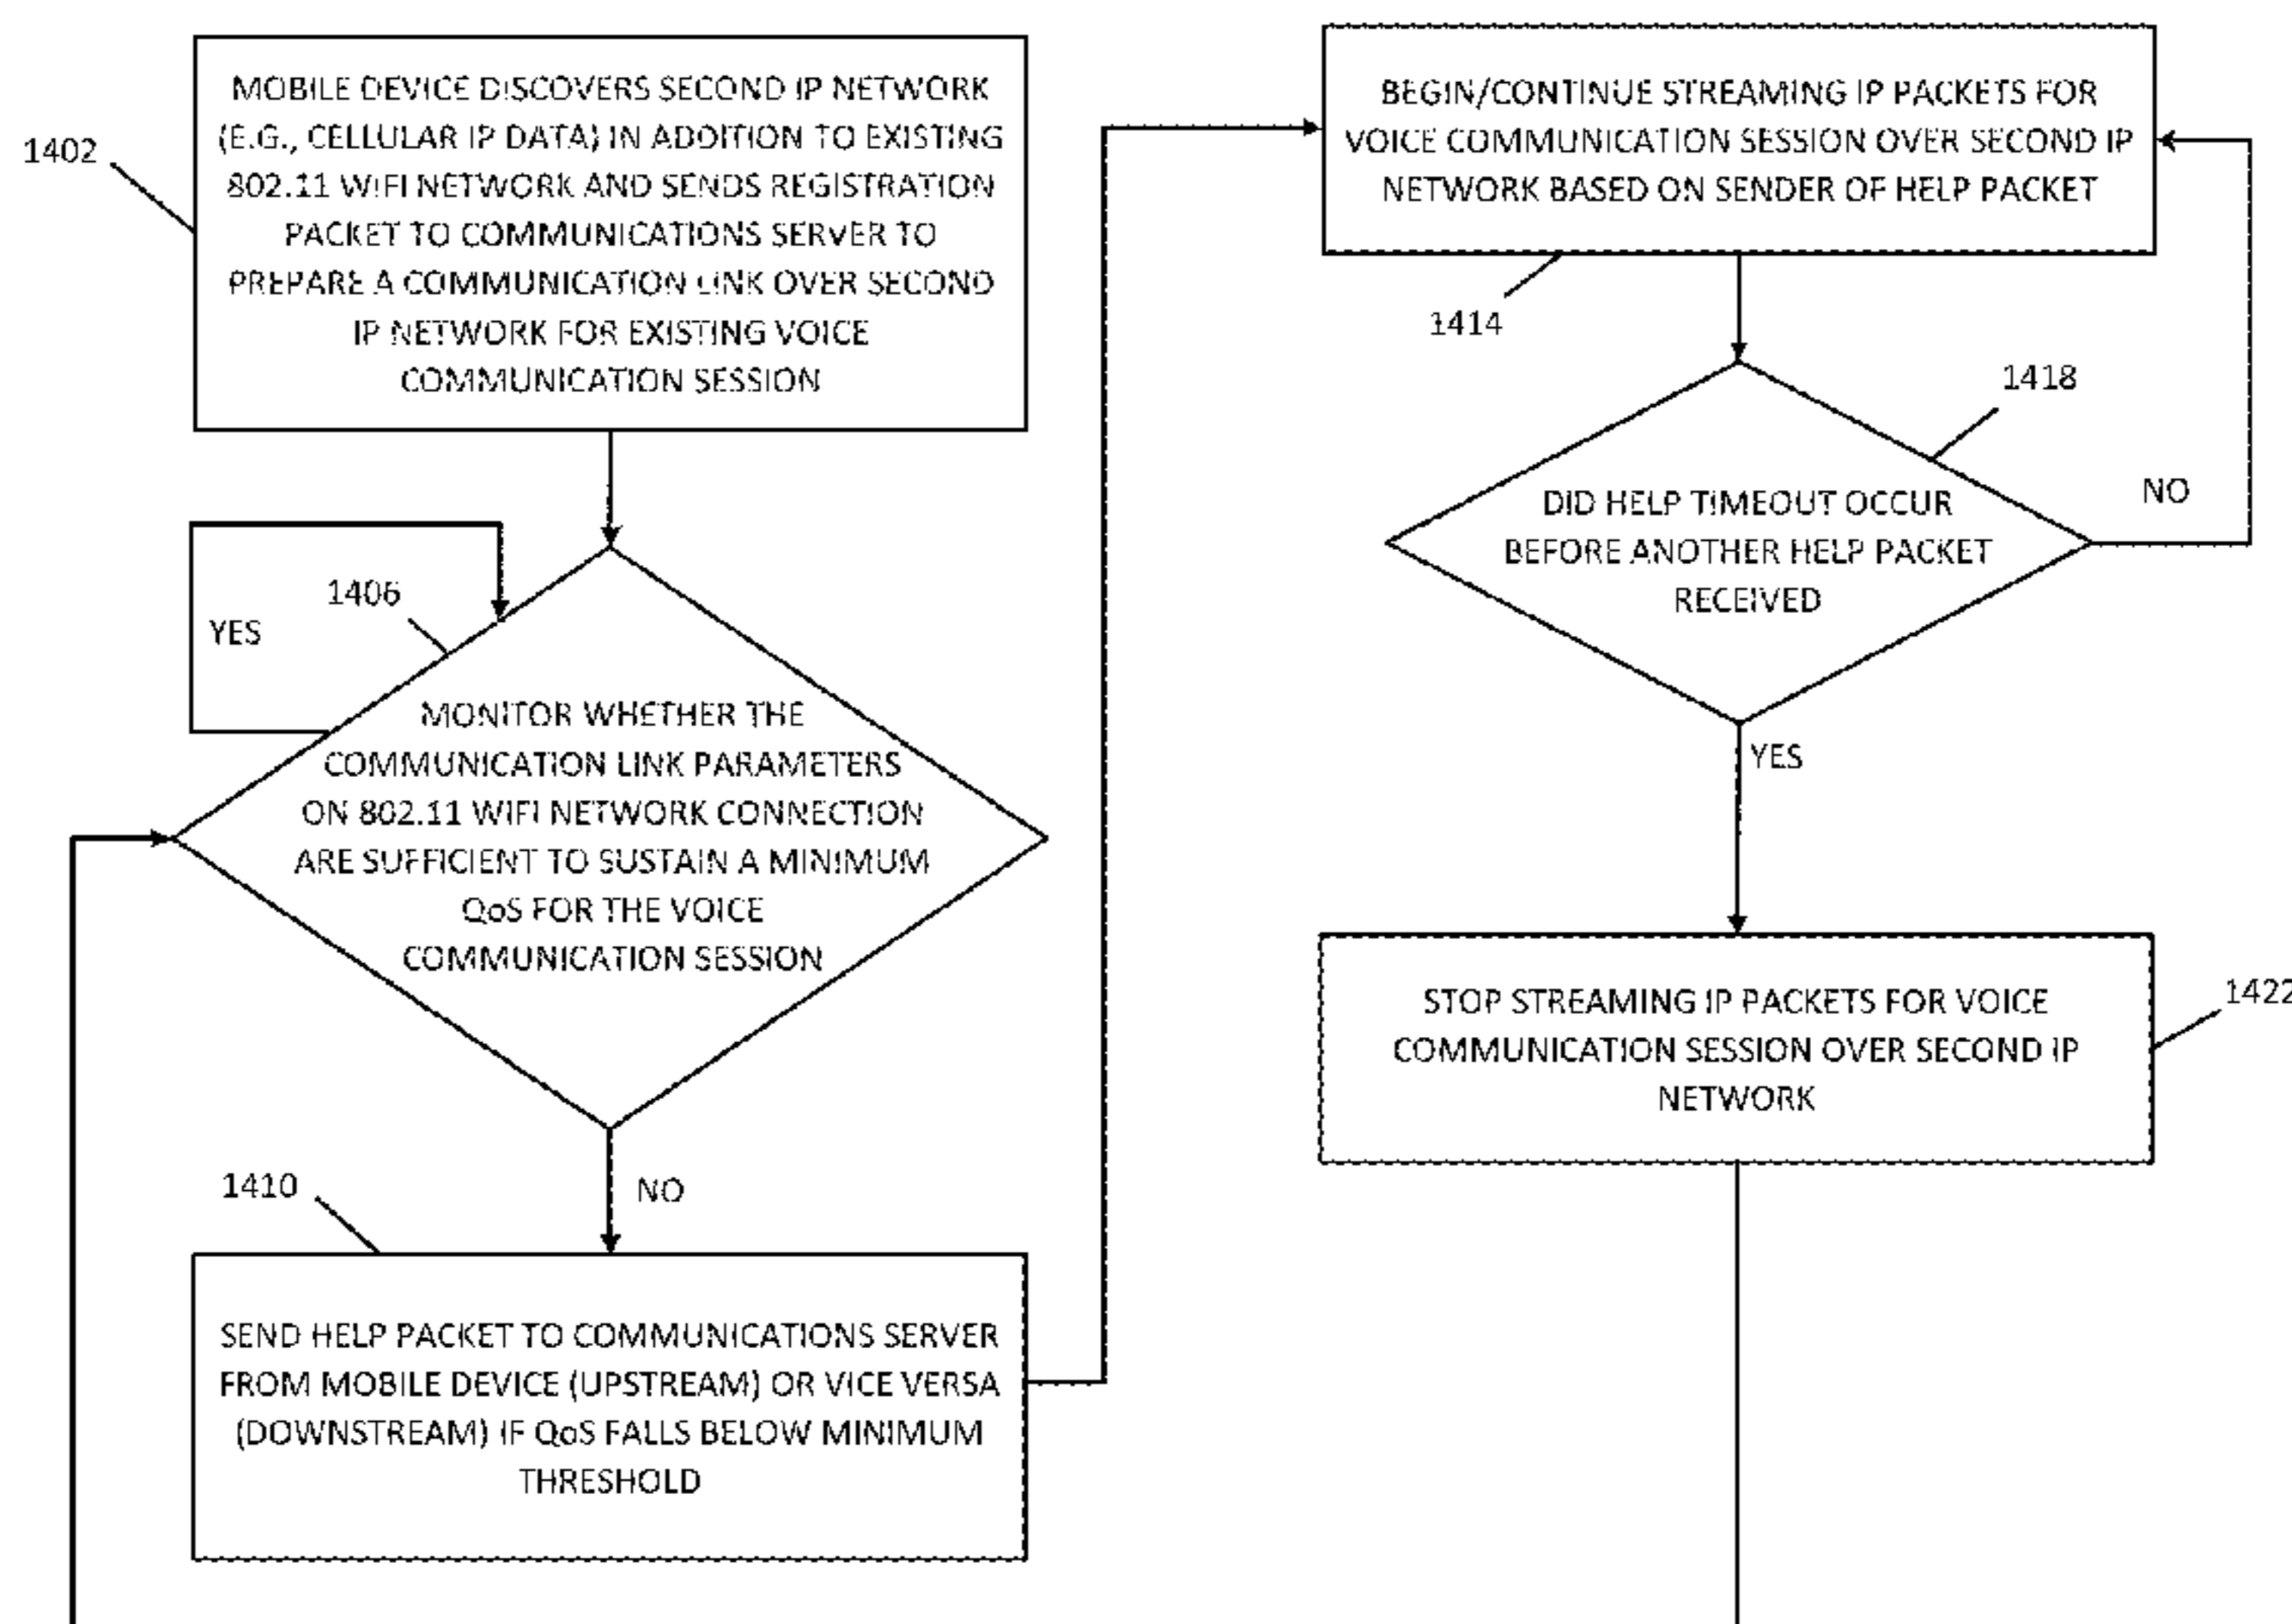 1402
MOBILE DEVICE DISCOVERS SECOND IP NETWORK
(E.G., CELLULAR IP DATA) IN ADDITION TO EXISTING
802.11 WIFI NETWORK AND SENDS REGISTRATION
PACKET TO COMMUNICATIONS SERVER TO
PREPARE A COMMUNICATION LINK OVER SECOND
IP NETWORK FOR EXISTING VOICE
COMMUNICATION SESSION
1406
YES
MONITOR WHETHER THE
COMMUNICATION LINK PARAMETERS
ON 802.11 WIFI NETWORK CONNECTION
ARE SUFFICIENT TO SUSTAIN A MINIMUM
QoS FOR THE VOICE
COMMUNICATION SESSION
NO
1410
SEND HELP PACKET TO COMMUNICATIONS SERVER
FROM MOBILE DEVICE (UPSTREAM) OR VICE VERSA
(DOWNSTREAM) IF QoS FALLS BELOW MINIMUM
THRESHOLD
BEGIN/CONTINUE STREAMING IP PACKETS FOR
VOICE COMMUNICATION SESSION OVER SECOND IP
NETWORK BASED ON SENDER OF HELP PACKET
1414
1418
DID HELP TIMEOUT OCCUR
BEFORE ANOTHER HELP PACKET
RECEIVED
NO
YES
STOP STREAMING IP PACKETS FOR VOICE
COMMUNICATION SESSION OVER SECOND IP
NETWORK
1422